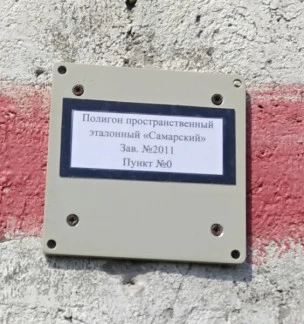 Полигон пространственный
эталонный «Самарский»
Зав. №2011
Пункт №0